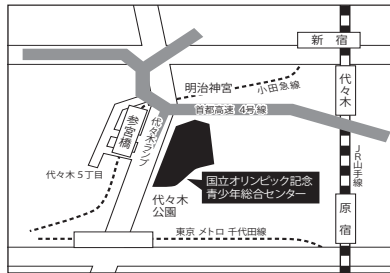 新宿
明治神宮
小田急線
代々木
首都高速 4号線
参宮橋
代々木ランプ
代々木5丁目
国立オリンピック記念
青少年総合センター
JR山手線
代々木
公園
原宿
東京 メトロ 千代田線